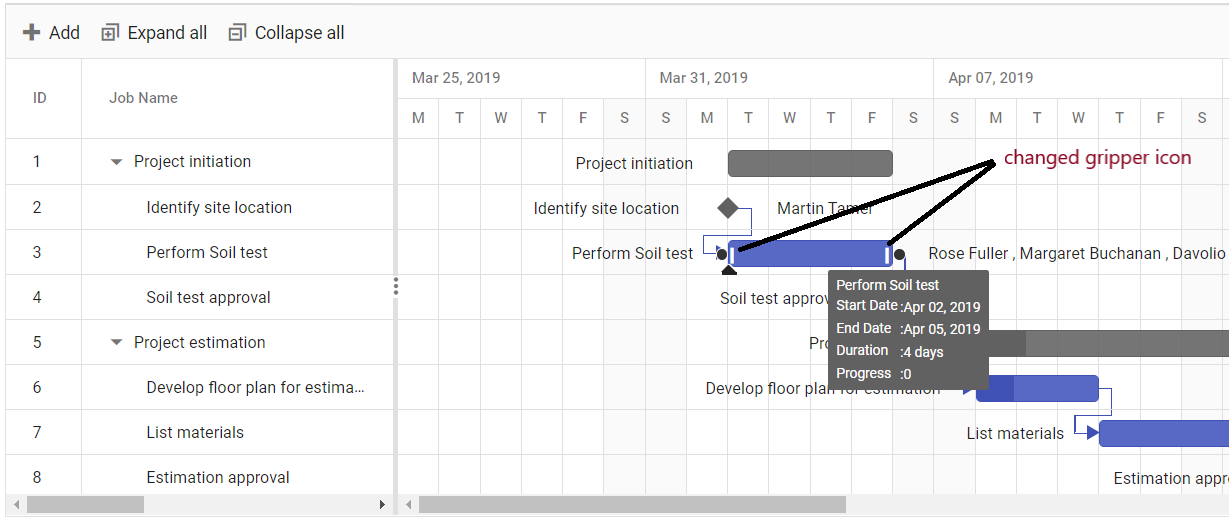 Add Expand all Collapse all
ID Job Name Mar 25, 2019 Mar 31, 2019 Apr 07, 2019
M T W T F S S M T W T F S S M T W T F S
1 Project initiation Project initiation changed gripper icon
2 Identify site location Identify site location Martin Tamer
3 Perform Soil test Perform Soil test Rose Fuller , Margaret Buchanan , Davolio
4 Soil test approval Soil test approv
Perform Soil test
Start Date :Apr 02, 2019
End Date :Apr 05, 2019
Duration :4 days
Progress :0
5 Project estimation Pro
6 Develop floor plan for estima... Develop floor plan for estimation
7 List materials List materials
8 Estimation approval Estimation appr